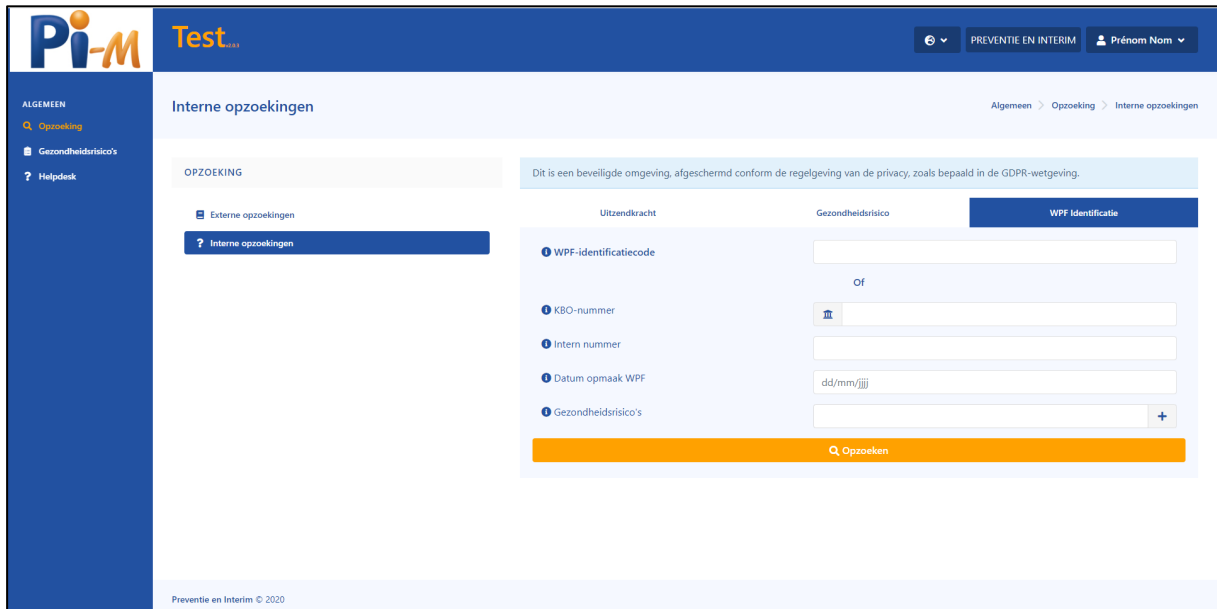 Pi-M
Test v2.0.3
PREVENTIE EN INTERIM
Prénom Nom
ALGEMEEN
Opzoeking
Gezondheidsrisico's
Helpdesk
Interne opzoekingen
Algemeen > Opzoeking > Interne opzoekingen
OPZOEKING
Externe opzoekingen
Interne opzoekingen
Dit is een beveiligde omgeving, afgeschermd conform de regelgeving van de privacy, zoals bepaald in de GDPR-wetgeving.
Uitzendkracht Gezondheidsrisico WPF Identificatie
WPF-identificatiecode
Of
KBO-nummer
Intern nummer
Datum opmaak WPF dd/mm/jjjj
Gezondheidsrisico's +
Opzoeken
Preventie en Interim © 2020